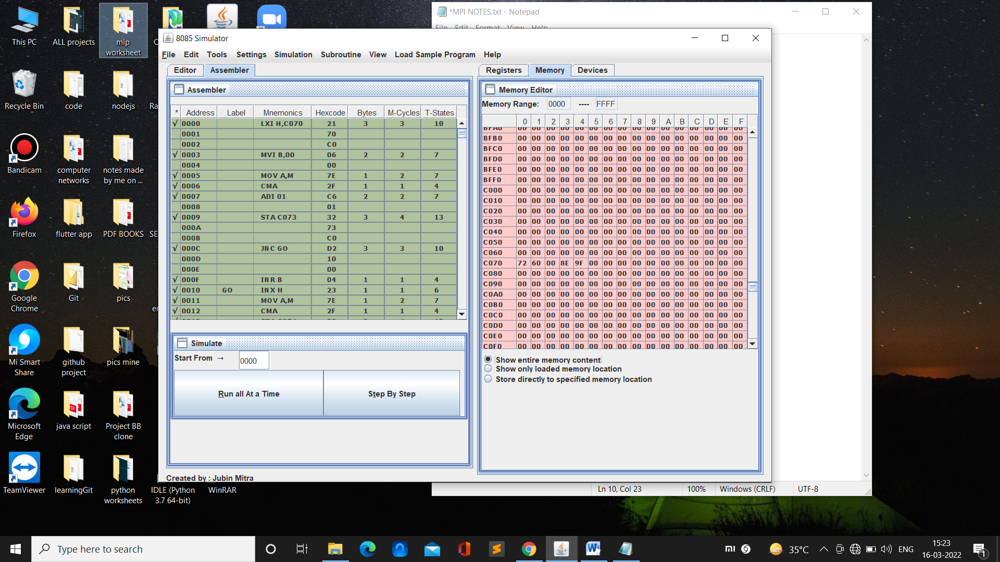 This PC
ALL projects
mip
worksheet
Recycle Bin
code
nodejs
Ra
Bandicam
computer
networks
notes made
by me on ...
Firefox
flutter app
PDF BOOKS
SE
Google
Chrome
Git
pics
er
Mi Smart
Share
github
project
pics mine
Microsoft
Edge
java script
Project BB
clone
TeamViewer
learningGit
python
worksheets
IDLE (Python
3.7 64-bit)
WinRAR
*MPI NOTES.txt - Notepad
File Edit Format View Help
8085 Simulator
File Edit Tools Settings Simulation Subroutine View Load Sample Program Help
Editor Assembler
Assembler
* Address Label Mnemonics Hexcode Bytes M-Cycles T-States
√ 0000 LXI H,C070 21 3 3 10
0001 70
0002 C0
√ 0003 MVI B,00 06 2 2 7
0004 00
√ 0005 MOV A,M 7E 1 2 7
√ 0006 CMA 2F 1 1 4
√ 0007 ADI 01 C6 2 2 7
0008 01
√ 0009 STA C073 32 3 4 13
000A 73
000B C0
√ 000C JNC GO D2 3 3 10
000D 10
000E 00
√ 000F INR B 04 1 1 4
√ 0010 GO INX H 23 1 1 6
√ 0011 MOV A,M 7E 1 2 7
√ 0012 CMA 2F 1 1 4
Simulate
Start From → 0000
Run all At a Time
Step By Step
Created by : Jubin Mitra
Registers Memory Devices
Memory Editor
Memory Range: 0000 ---- FFFF
0 1 2 3 4 5 6 7 8 9 A B C D E F
BFA0 00 00 00 00 00 00 00 00 00 00 00 00 00 00 00 00
BFB0 00 00 00 00 00 00 00 00 00 00 00 00 00 00 00 00
BFC0 00 00 00 00 00 00 00 00 00 00 00 00 00 00 00 00
BFD0 00 00 00 00 00 00 00 00 00 00 00 00 00 00 00 00
BFE0 00 00 00 00 00 00 00 00 00 00 00 00 00 00 00 00
BFF0 00 00 00 00 00 00 00 00 00 00 00 00 00 00 00 00
C000 00 00 00 00 00 00 00 00 00 00 00 00 00 00 00 00
C010 00 00 00 00 00 00 00 00 00 00 00 00 00 00 00 00
C020 00 00 00 00 00 00 00 00 00 00 00 00 00 00 00 00
C030 00 00 00 00 00 00 00 00 00 00 00 00 00 00 00 00
C040 00 00 00 00 00 00 00 00 00 00 00 00 00 00 00 00
C050 00 00 00 00 00 00 00 00 00 00 00 00 00 00 00 00
C060 00 00 00 00 00 00 00 00 00 00 00 00 00 00 00 00
C070 72 60 00 8E 9F 00 00 00 00 00 00 00 00 00 00 00
C080 00 00 00 00 00 00 00 00 00 00 00 00 00 00 00 00
C090 00 00 00 00 00 00 00 00 00 00 00 00 00 00 00 00
C0A0 00 00 00 00 00 00 00 00 00 00 00 00 00 00 00 00
C0B0 00 00 00 00 00 00 00 00 00 00 00 00 00 00 00 00
C0C0 00 00 00 00 00 00 00 00 00 00 00 00 00 00 00 00
C0D0 00 00 00 00 00 00 00 00 00 00 00 00 00 00 00 00
C0E0 00 00 00 00 00 00 00 00 00 00 00 00 00 00 00 00
C0F0 00 00 00 00 00 00 00 00 00 00 00 00 00 00 00 00
Show entire memory content
Show only loaded memory location
Store directly to specified memory location
Ln 10, Col 23 100% Windows (CRLF) UTF-8
Type here to search
35°C
ENG
15:23
16-03-2022
1